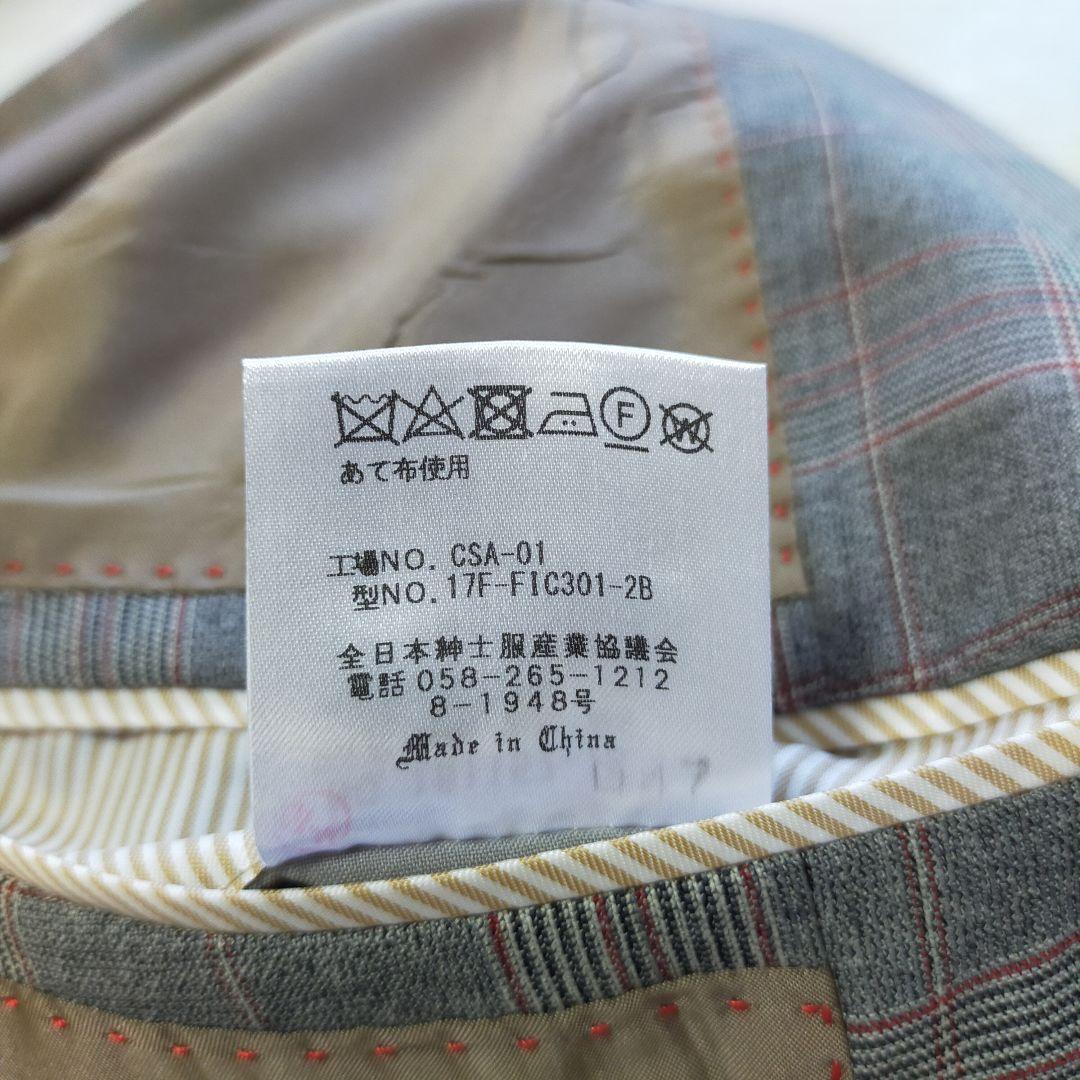 F W
あて布使用
工場NO. CSA-01
型NO. 17F-FIC301-2B
全日本紳士服産業協議会
電話 058-265-1212
8-1948号
Made in China